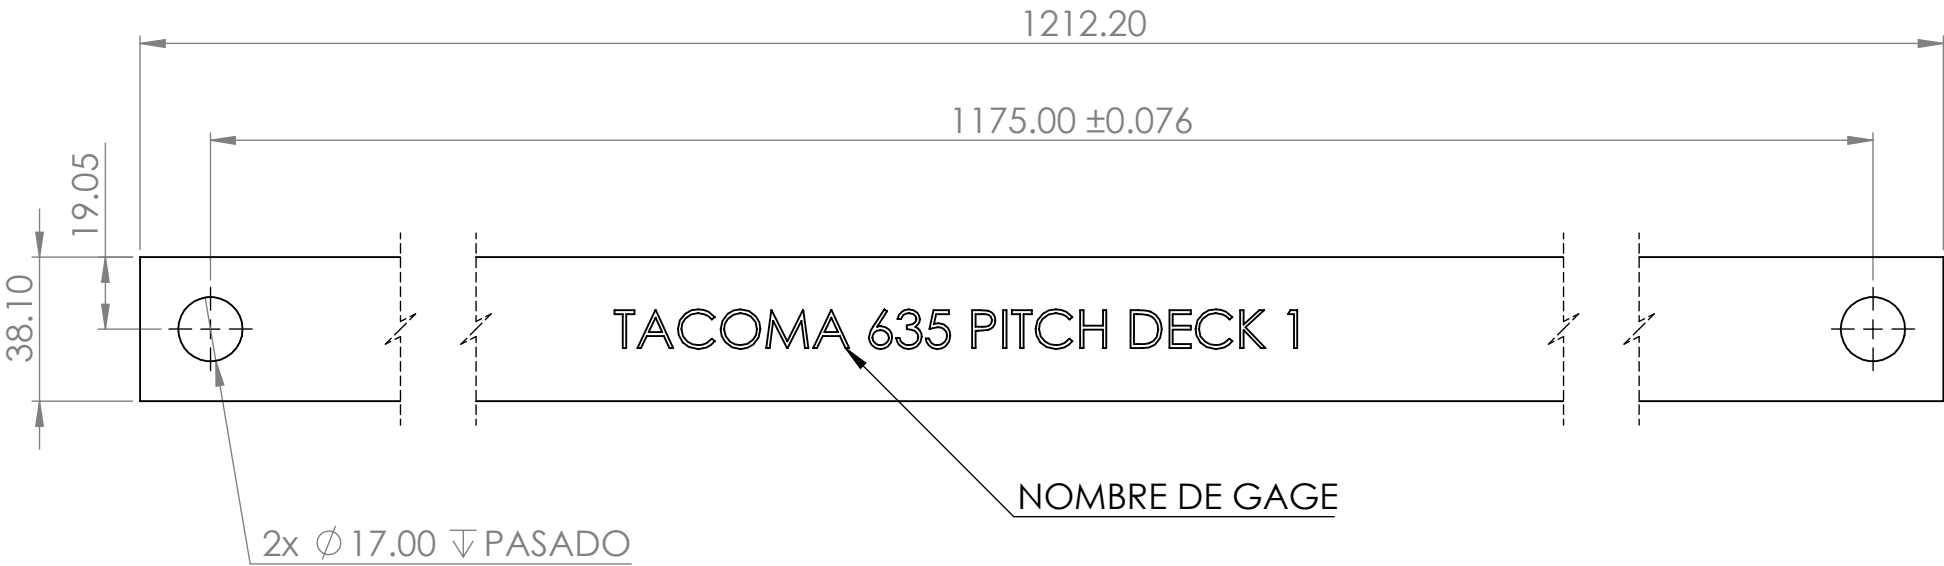 1212.20
1175.00 ±0.076
19.05
38.10
TACOMA 635 PITCH DECK 1
NOMBRE DE GAGE
2x ⌀17.00 ↧ PASADO